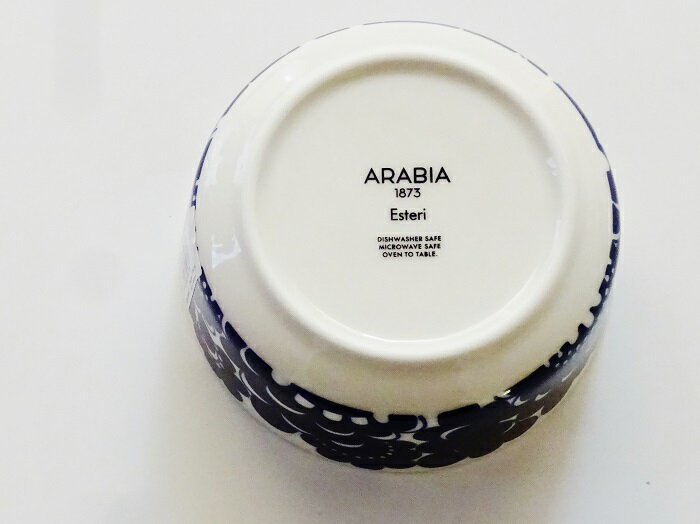 ARABIA
1873
Esteri
DISHWASHER SAFE
MICROWAVE SAFE
OVEN TO TABLE.